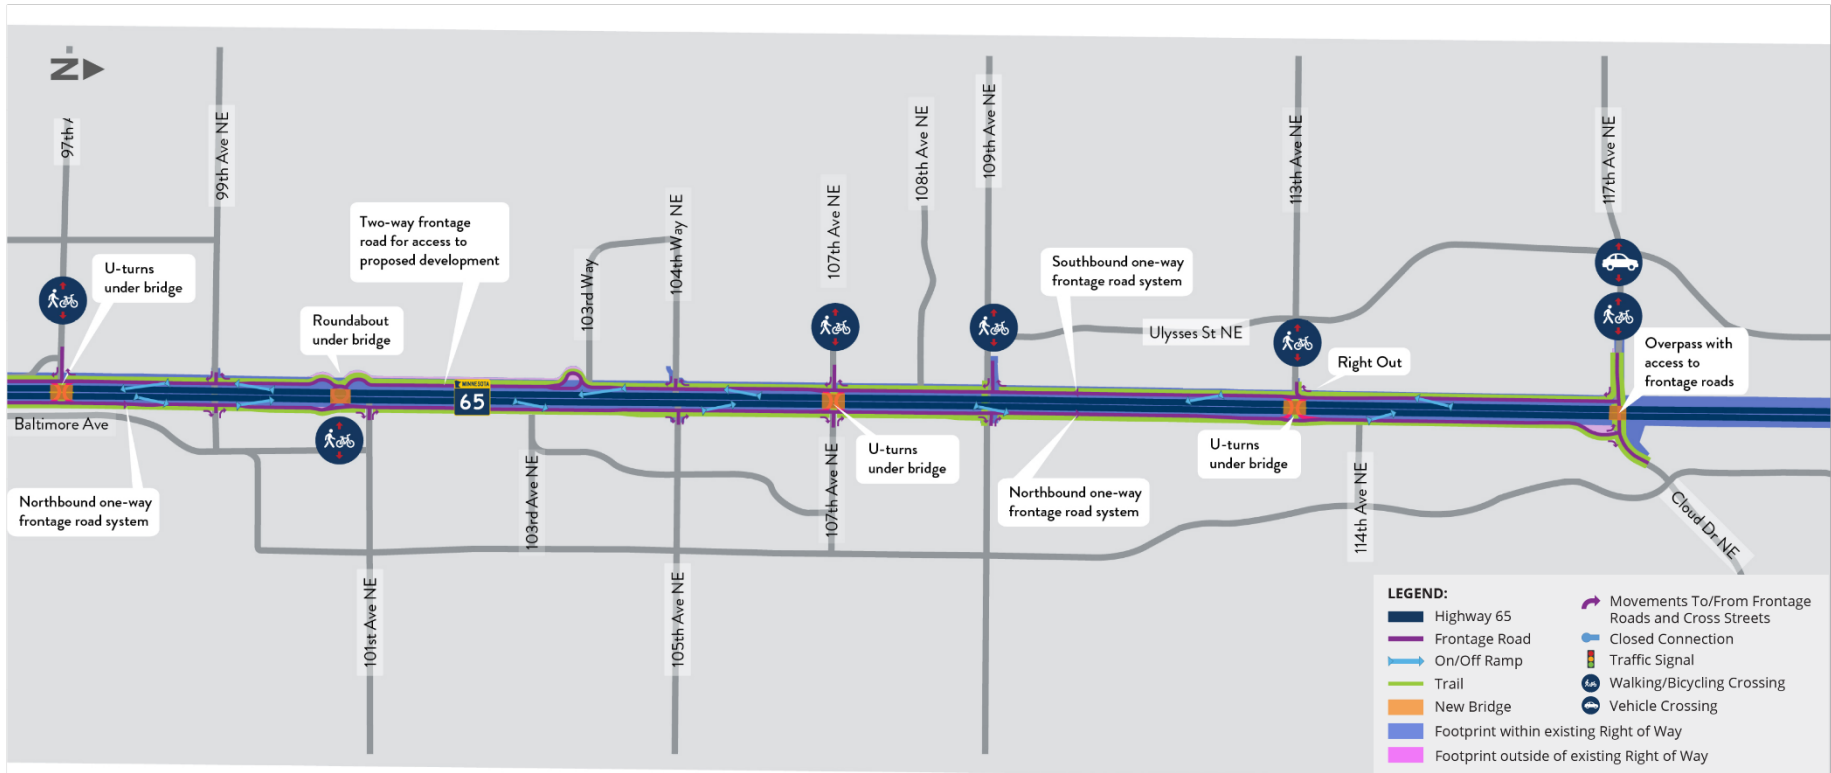 N
97th A
99th Ave NE
103rd Way
104th Way NE
107th Ave NE
108th Ave NE
109th Ave NE
113th Ave NE
117th Ave NE
U-turns
under bridge
Two-way frontage
road for access to
proposed development
Roundabout
under bridge
Southbound one-way
frontage road system
Ulysses St NE
Right Out
Overpass with
access to
frontage roads
MINNESOTA
65
Baltimore Ave
Northbound one-way
frontage road system
U-turns
under bridge
Northbound one-way
frontage road system
U-turns
under bridge
101st Ave NE
103rd Ave NE
105th Ave NE
107th Ave NE
114th Ave NE
Cloud Dr NE
LEGEND:
Highway 65
Frontage Road
On/Off Ramp
Trail
New Bridge
Footprint within existing Right of Way
Footprint outside of existing Right of Way
Movements To/From Frontage
Roads and Cross Streets
Closed Connection
Traffic Signal
Walking/Bicycling Crossing
Vehicle Crossing